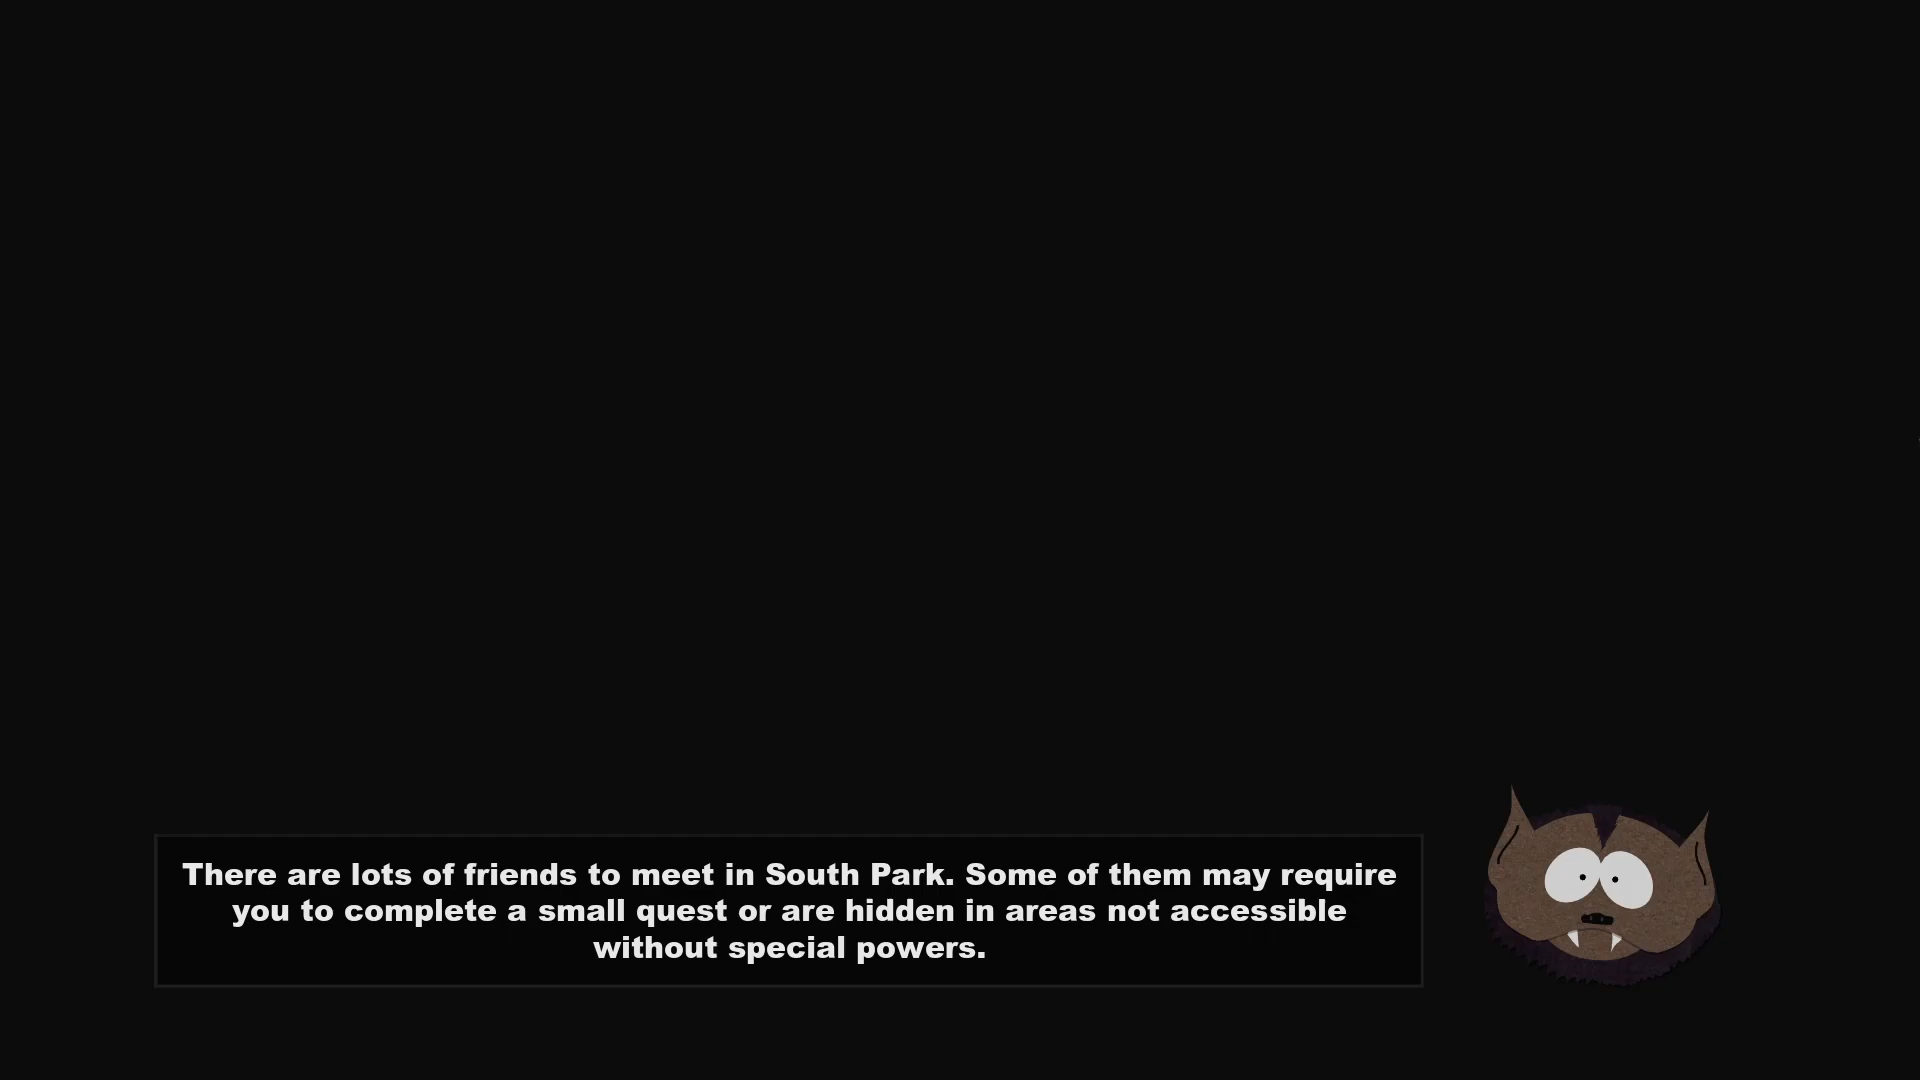 There are lots of friends to meet in South Park. Some of them may require
you to complete a small quest or are hidden in areas not accessible
without special powers.